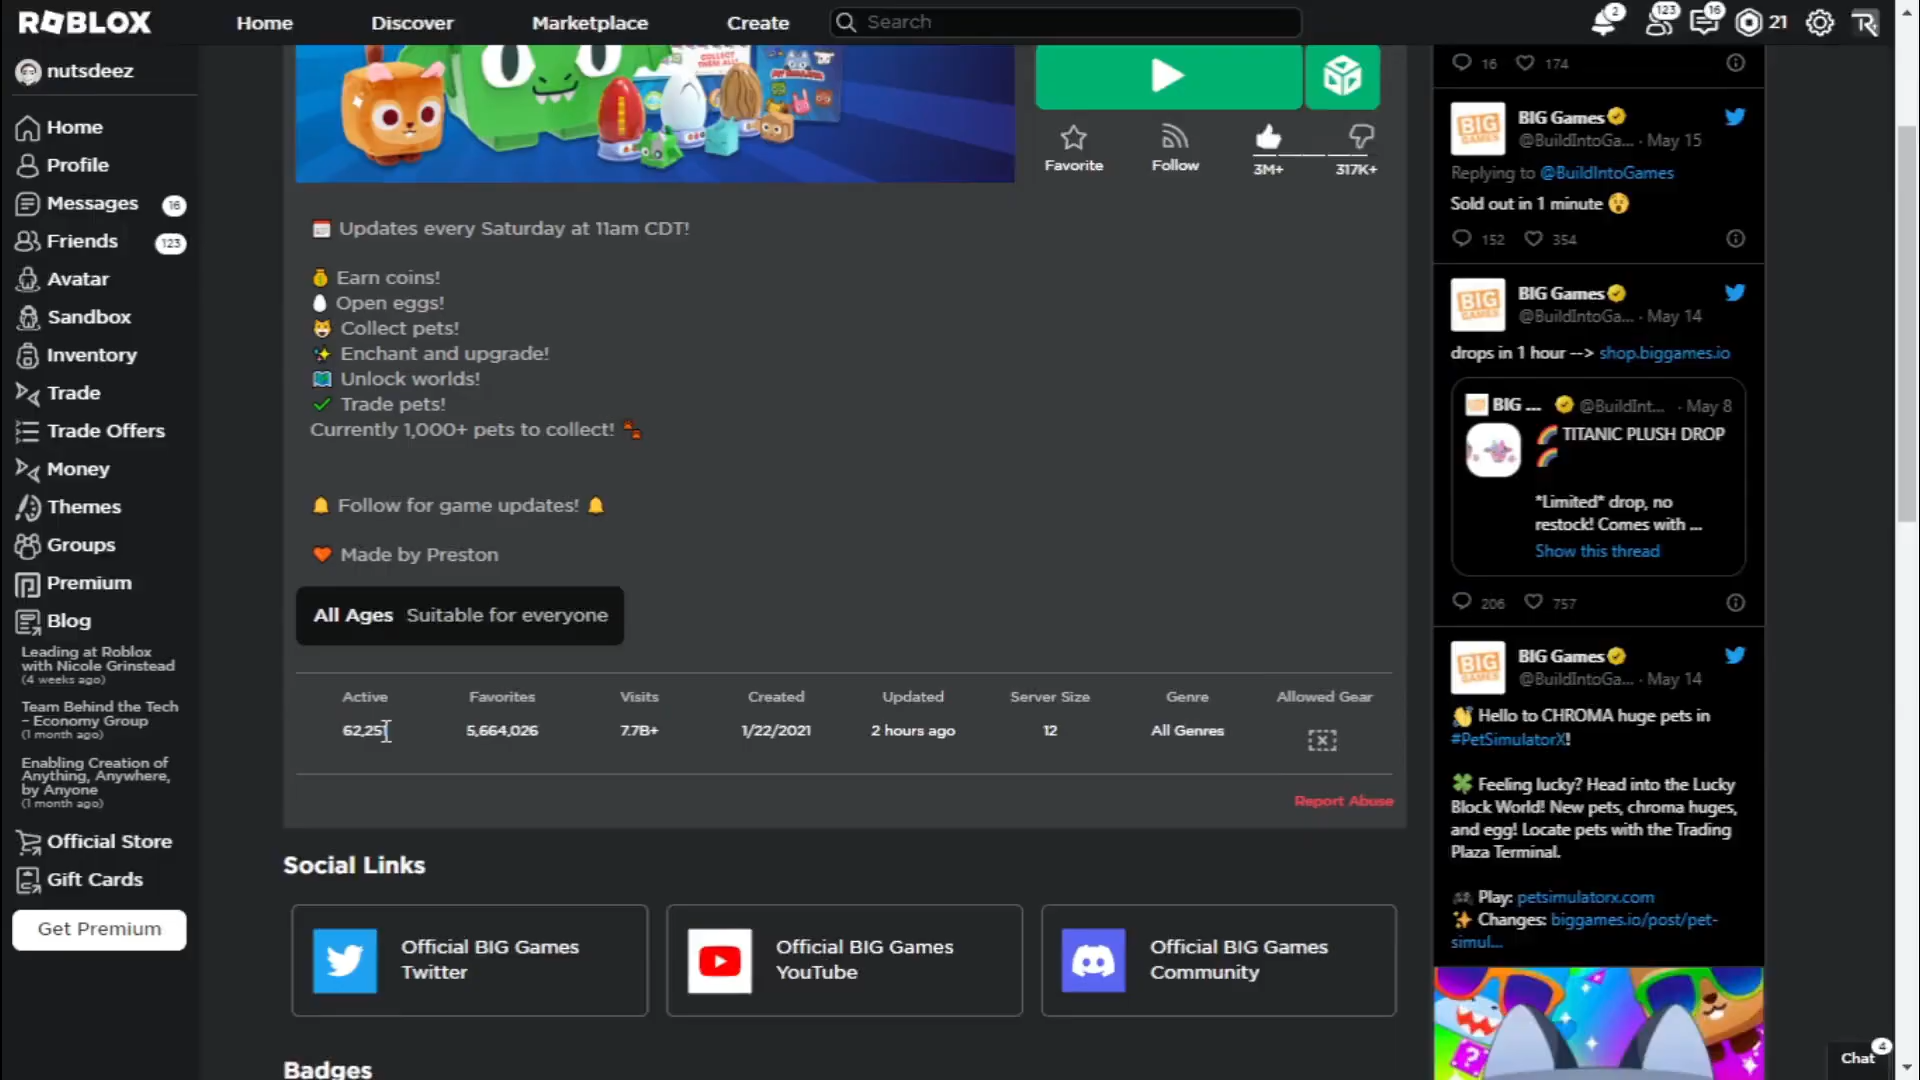 ROBLOX
Home
Discover
Marketplace
Create
Search
2
123
16
21
nutsdeez
Home
Profile
Messages 16
Friends 123
Avatar
Sandbox
Inventory
Trade
Trade Offers
Money
Themes
Groups
Premium
Blog
Leading at Roblox
with Nicole Grinstead
(4 weeks ago)
Team Behind the Tech
– Economy Group
(1 month ago)
Enabling Creation of
Anything, Anywhere,
by Anyone
(1 month ago)
Official Store
Gift Cards
Get Premium
COLLECT
THEM ALL!
Favorite
Follow
3M+
317K+
Updates every Saturday at 11am CDT!
Earn coins!
Open eggs!
Collect pets!
Enchant and upgrade!
Unlock worlds!
Trade pets!
Currently 1,000+ pets to collect!
Follow for game updates!
Made by Preston
All Ages Suitable for everyone
Active Favorites Visits Created Updated Server Size Genre Allowed Gear
62,251 5,664,026 7.7B+ 1/22/2021 2 hours ago 12 All Genres
Report Abuse
Social Links
Official BIG Games
Twitter
Official BIG Games
YouTube
Official BIG Games
Community
Badges
16 174
BIG GAMES
BIG Games
@BuildIntoGa... · May 15
Replying to @BuildIntoGames
Sold out in 1 minute
152 354
BIG GAMES
BIG Games
@BuildIntoGa... · May 14
drops in 1 hour --> shop.biggames.io
BIG ... @BuildInt... · May 8
TITANIC PLUSH DROP
*Limited* drop, no
restock! Comes with ...
Show this thread
206 757
BIG GAMES
BIG Games
@BuildIntoGa... · May 14
Hello to CHROMA huge pets in
#PetSimulatorX!
Feeling lucky? Head into the Lucky
Block World! New pets, chroma huges,
and egg! Locate pets with the Trading
Plaza Terminal.
Play: petsimulatorx.com
Changes: biggames.io/post/pet-
simul...
?
Chat 4